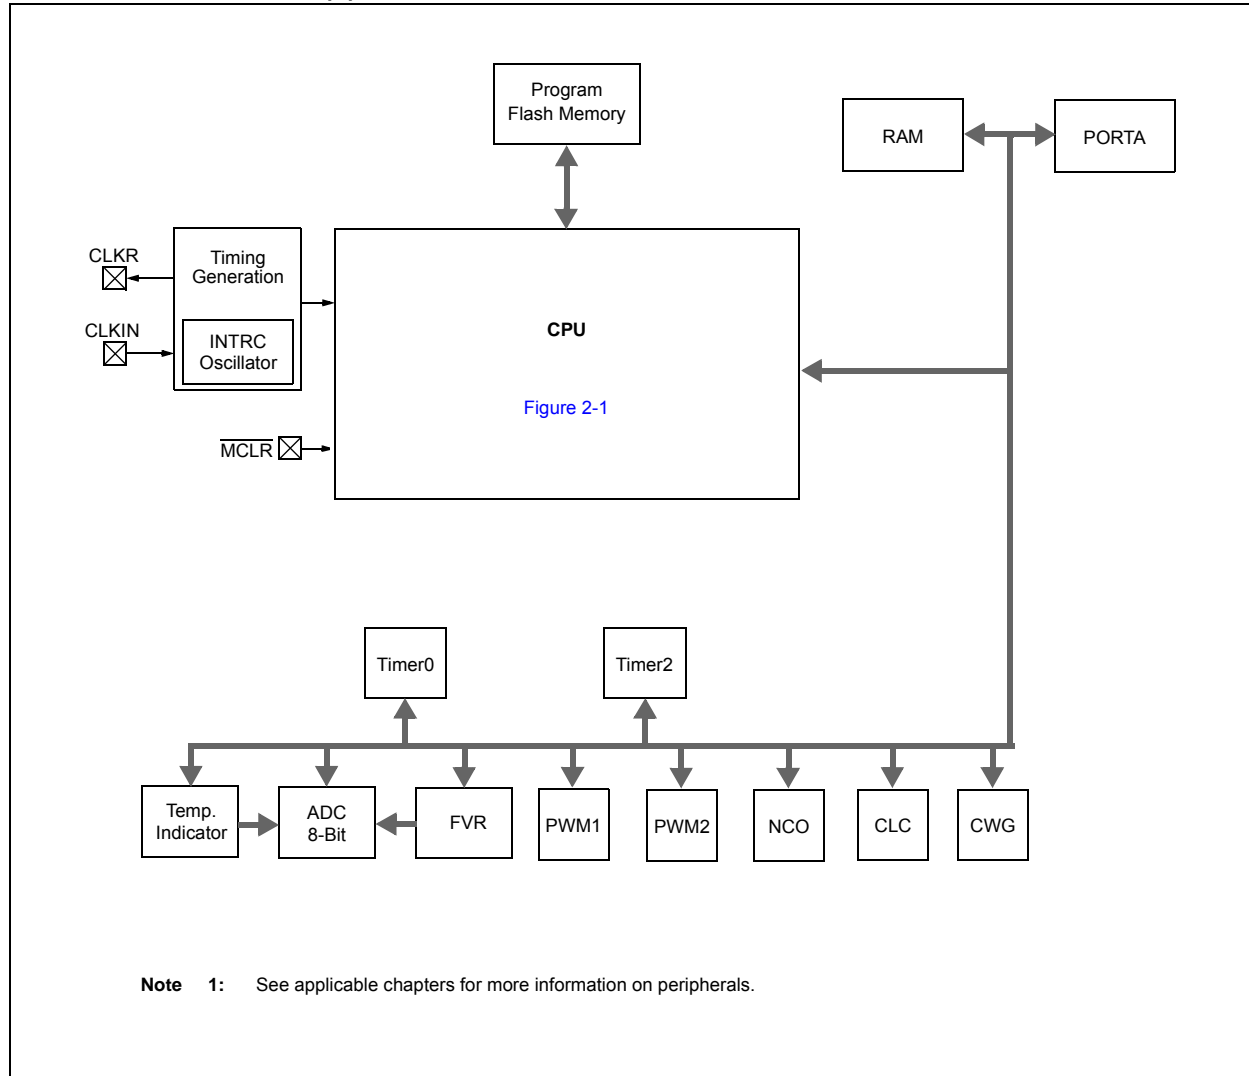 Program
Flash Memory
RAM
PORTA
CLKR
Timing
Generation
CLKIN
INTRC
Oscillator
CPU
Figure 2-1
MCLR
Timer0
Timer2
Temp.
Indicator
ADC
8-Bit
FVR
PWM1
PWM2
NCO
CLC
CWG
Note 1: See applicable chapters for more information on peripherals.